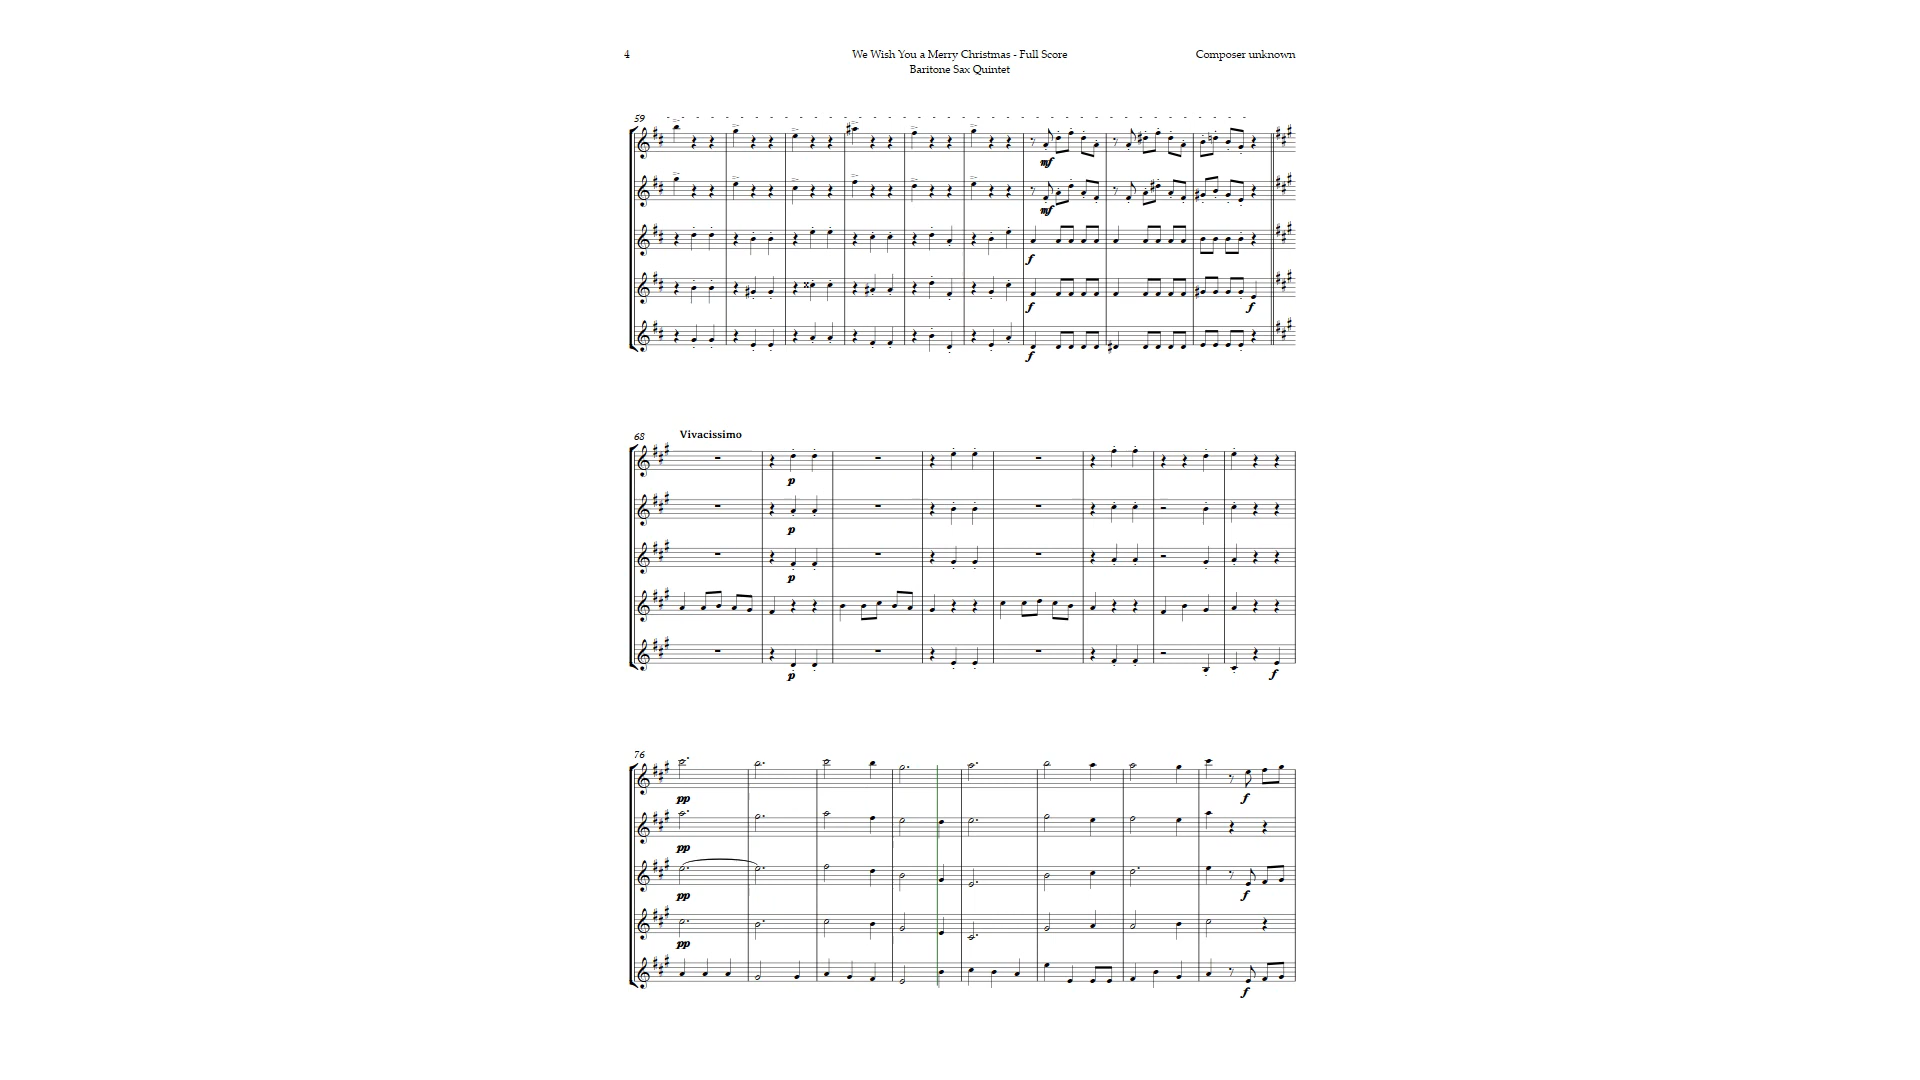 4 We Wish You a Merry Christmas - Full Score Composer unknown
Baritone Sax Quintet
59
mf
mf
f
f f
f
68 Vivacissimo
p
p
p
p f
76
pp f
pp
pp f
pp
f